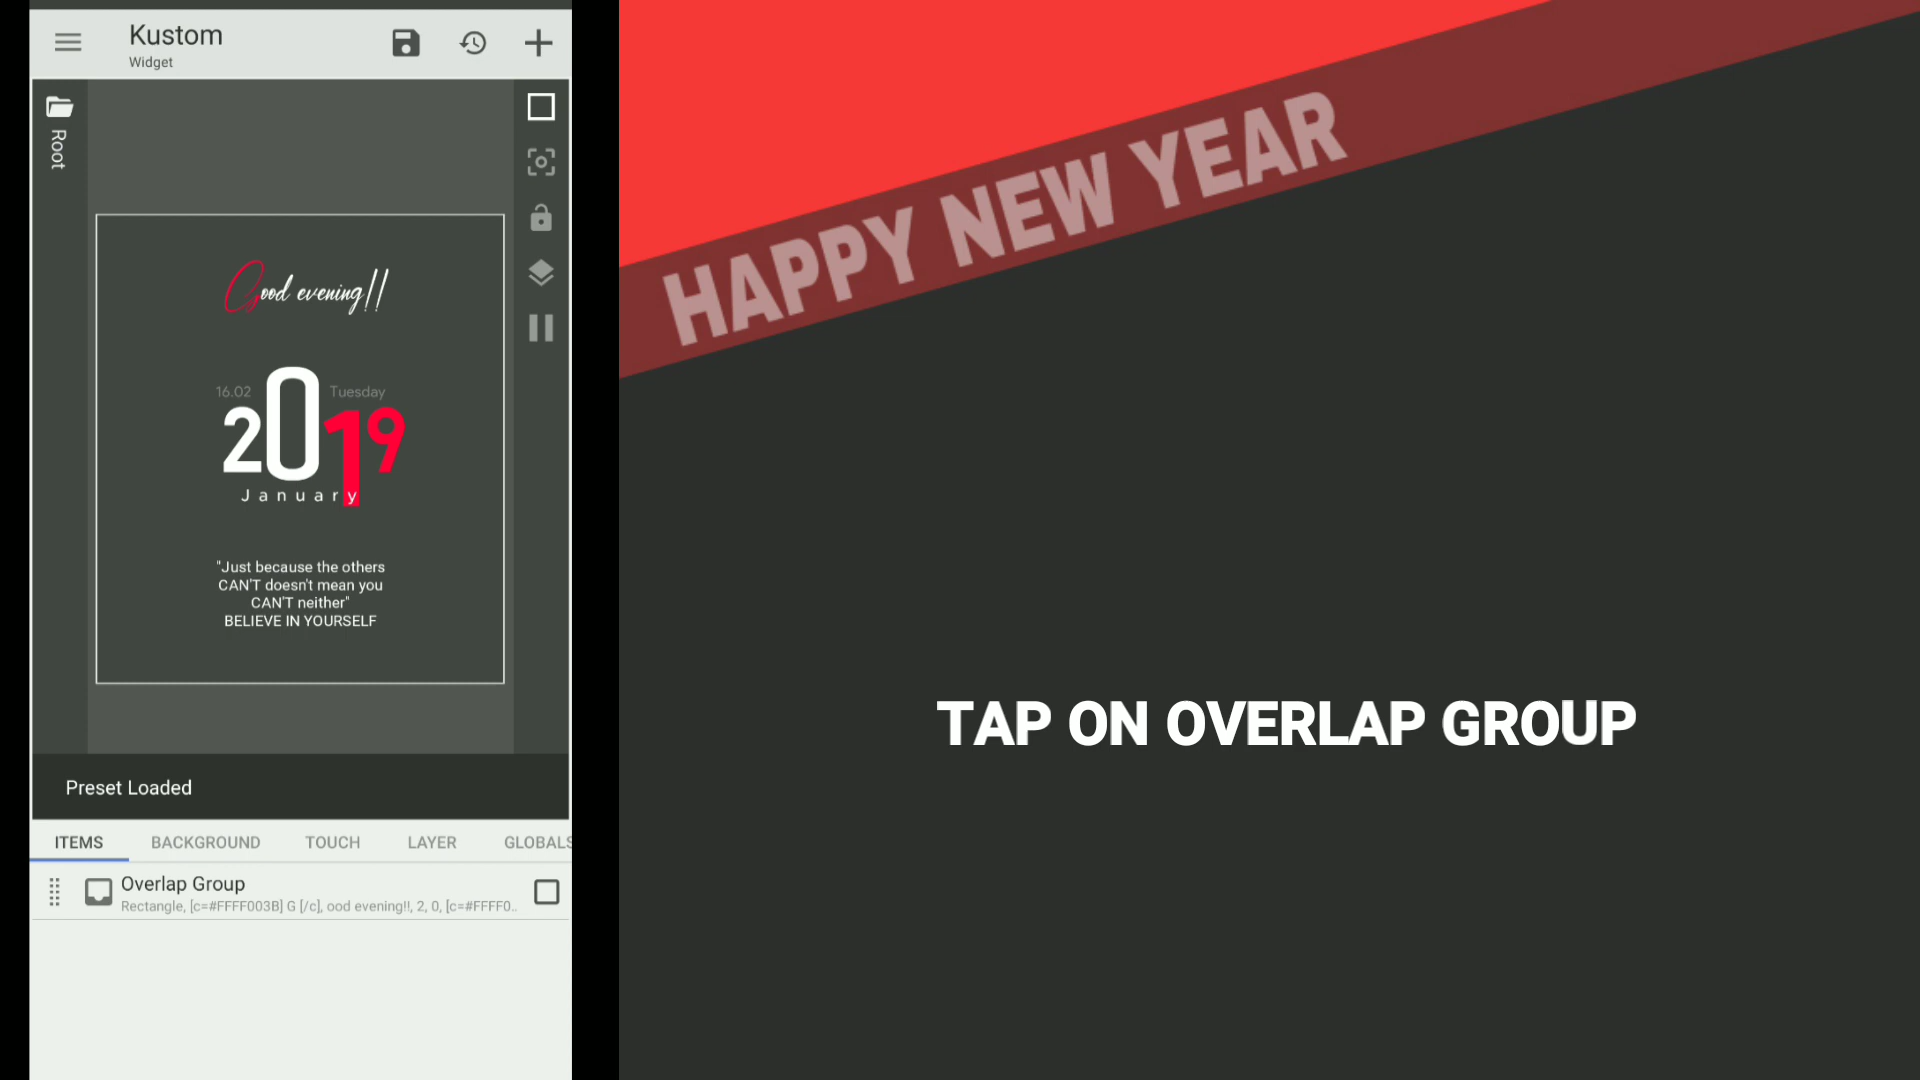 Kustom
Widget
Root
Good evening!!
16.02
Tuesday
2019
January
"Just because the others
CAN'T doesn't mean you
CAN'T neither"
BELIEVE IN YOURSELF
Preset Loaded
ITEMS BACKGROUND TOUCH LAYER GLOBALS
Overlap Group
Rectangle, [c=#FFFF003B] G [/c], ood evening!!, 2, 0, [c=#FFFF0..
HAPPY NEW YEAR
TAP ON OVERLAP GROUP